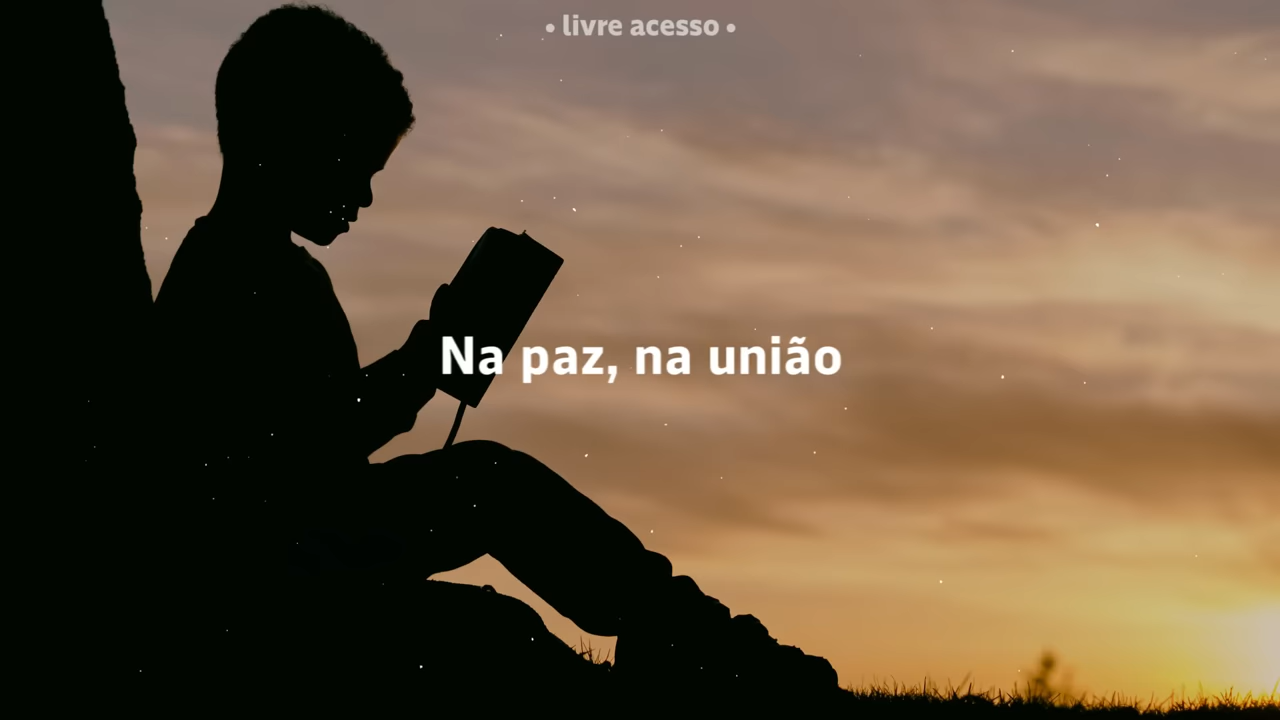 • livre acesso •
Na paz, na união